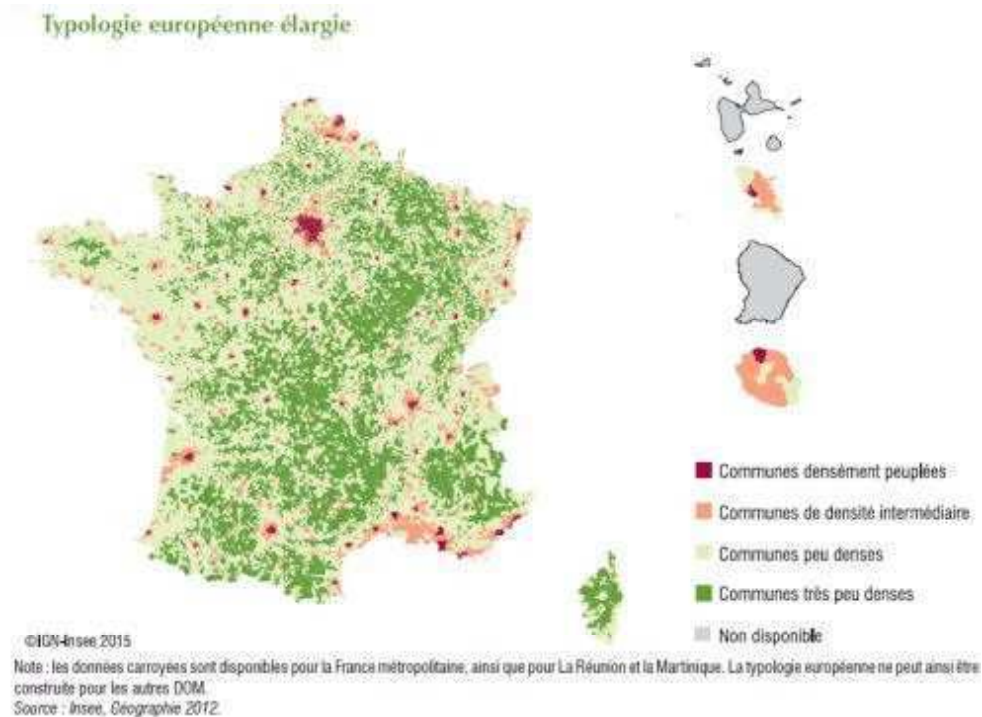 Typologie européenne élargie
Communes densément peuplées
Communes de densité intermédiaire
Communes peu denses
Communes très peu denses
Non disponible
©IGN-Insee 2015
Note : les données carroyées sont disponibles pour la France métropolitaine, ainsi que pour La Réunion et la Martinique. La typologie européenne ne peut ainsi être
construite pour les autres DOM.
Source : Insee, Géographie 2012.